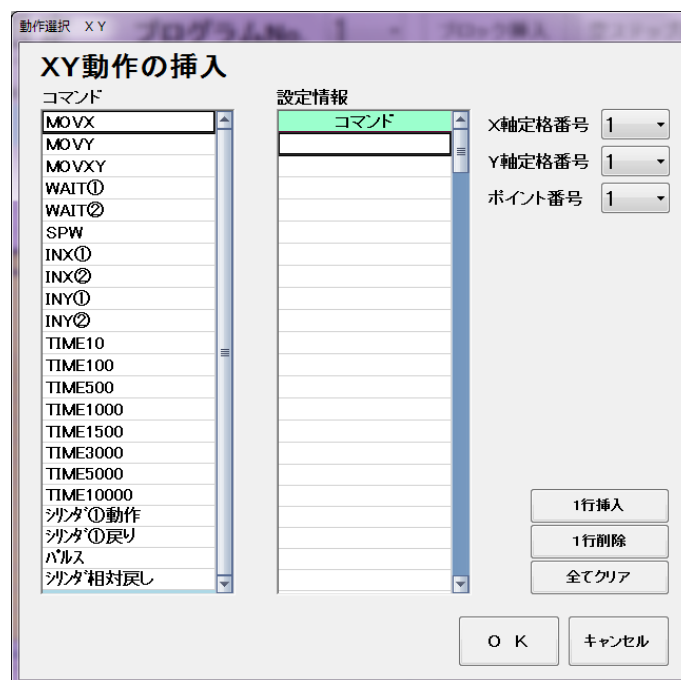 動作選択 XY
プログラムNo. 1 ブロック挿入
XY動作の挿入
コマンド
設定情報
MOVX
MOVY
MOVXY
WAIT①
WAIT②
SPW
INX①
INX②
INY①
INY②
TIME10
TIME100
TIME500
TIME1000
TIME1500
TIME3000
TIME5000
TIME10000
ｼﾘﾝﾀﾞ①動作
ｼﾘﾝﾀﾞ①戻り
ﾊﾟﾙｽ
ｼﾘﾝﾀﾞ相対戻し
コマンド
X軸定格番号 1
Y軸定格番号 1
ポイント番号 1
1行挿入
1行削除
全てクリア
OK
キャンセル